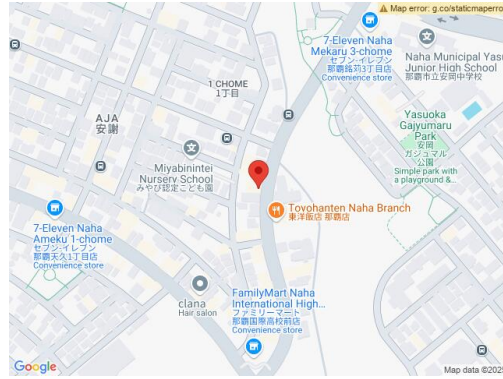 Map error: g.co/staticmaperro
7-Eleven Naha
Mekaru 3-chome
セブン-イレブン
那覇銘苅3丁目店
Convenience store
Naha Municipal Yasu
Junior High School
那覇市立安岡中学校
1 CHOME
1丁目
AJA
安謝
Yasuoka
Gajyumaru
Park
安岡
ガジュマル
公園
Simple park with
a playground &...
Miyabinintei
Nursery School
みやび認定こども園
Toyohanten Naha Branch
東洋飯店 那覇店
7-Eleven Naha
Ameku 1-chome
セブン-イレブン
那覇天久1丁目店
Convenience store
clana
Hair salon
FamilyMart Naha
International High...
ファミリーマート
那覇国際高校前店
Convenience store
Google
Map data ©202